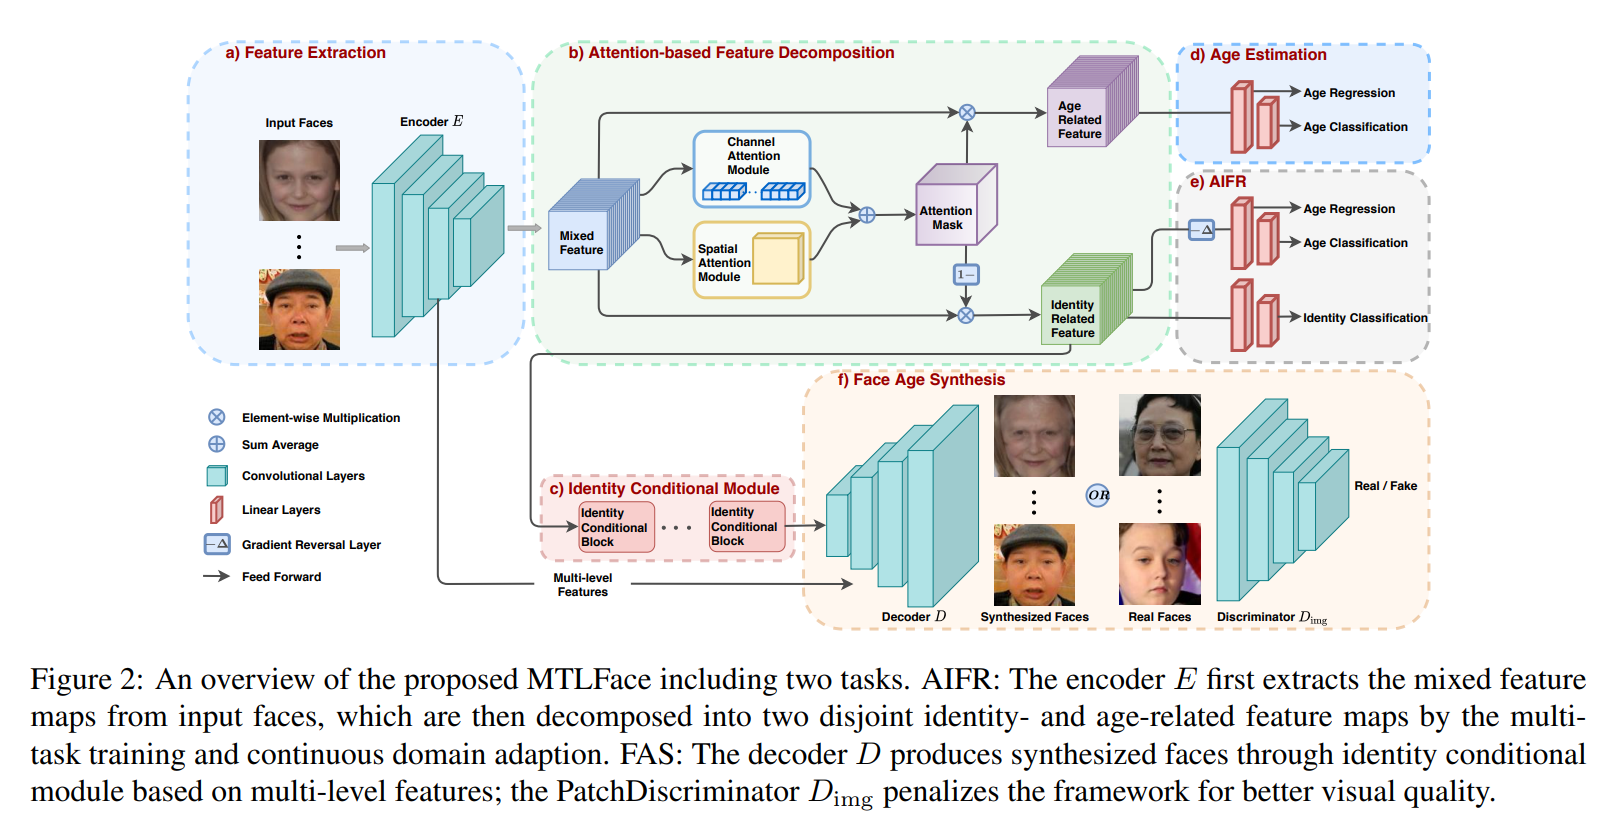 a) Feature Extraction
Input Faces
Encoder E
b) Attention-based Feature Decomposition
Mixed
Feature
Channel
Attention
Module
Spatial
Attention
Module
Attention
Mask
1−
Age
Related
Feature
Identity
Related
Feature
d) Age Estimation
Age Regression
Age Classification
e) AIFR
−Δ
Age Regression
Age Classification
Identity Classification
Element-wise Multiplication
Sum Average
Convolutional Layers
Linear Layers
−Δ Gradient Reversal Layer
Feed Forward
c) Identity Conditional Module
Identity
Conditional
Block
Identity
Conditional
Block
Multi-level
Features
f) Face Age Synthesis
OR
Real / Fake
Decoder D
Synthesized Faces
Real Faces
Discriminator Dimg
Figure 2: An overview of the proposed MTLFace including two tasks. AIFR: The encoder E first extracts the mixed feature
maps from input faces, which are then decomposed into two disjoint identity- and age-related feature maps by the multi-
task training and continuous domain adaption. FAS: The decoder D produces synthesized faces through identity conditional
module based on multi-level features; the PatchDiscriminator Dimg penalizes the framework for better visual quality.